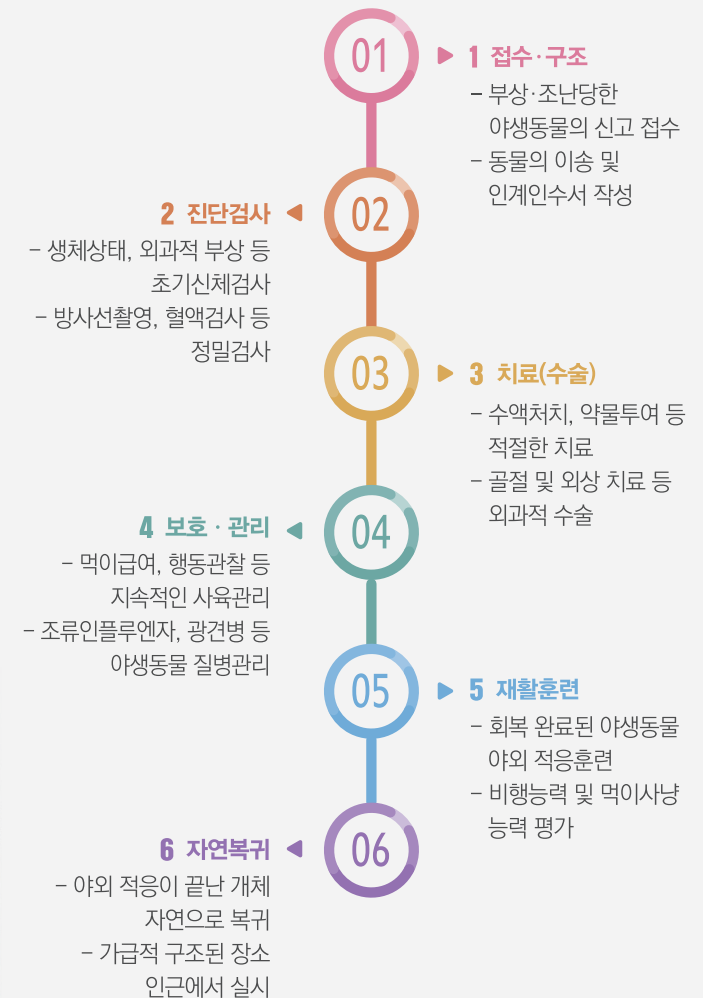 01
1 접수·구조
- 부상·조난당한
야생동물의 신고 접수
- 동물의 이송 및
인계인수서 작성
02
2 진단검사
- 생체상태, 외과적 부상 등
초기신체검사
- 방사선촬영, 혈액검사 등
정밀검사
03
3 치료(수술)
- 수액처치, 약물투여 등
적절한 치료
- 골절 및 외상 치료 등
외과적 수술
04
4 보호·관리
- 먹이급여, 행동관찰 등
지속적인 사육관리
- 조류인플루엔자, 광견병 등
야생동물 질병관리
05
5 재활훈련
- 회복 완료된 야생동물
야외 적응훈련
- 비행능력 및 먹이사냥
능력 평가
06
6 자연복귀
- 야외 적응이 끝난 개체
자연으로 복귀
- 가급적 구조된 장소
인근에서 실시